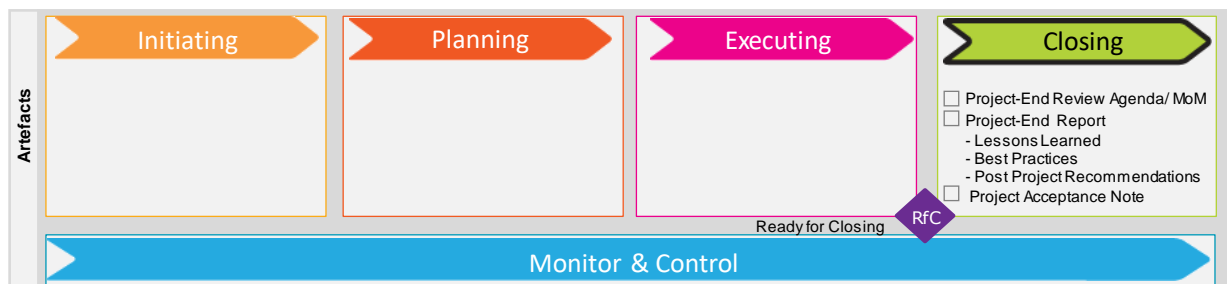 Artefacts
Initiating
Planning
Executing
Closing
Project-End Review Agenda/ MoM
Project-End Report
- Lessons Learned
- Best Practices
- Post Project Recommendations
Project Acceptance Note
Ready for Closing
RfC
Monitor & Control